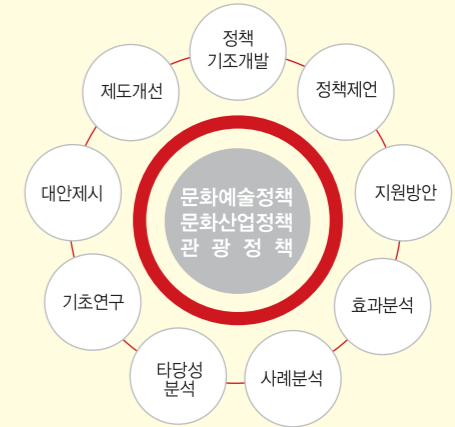 정책
기조개발
정책제언
지원방안
효과분석
사례분석
타당성
분석
기초연구
대안제시
제도개선
문화예술정책
문화산업정책
관 광 정 책